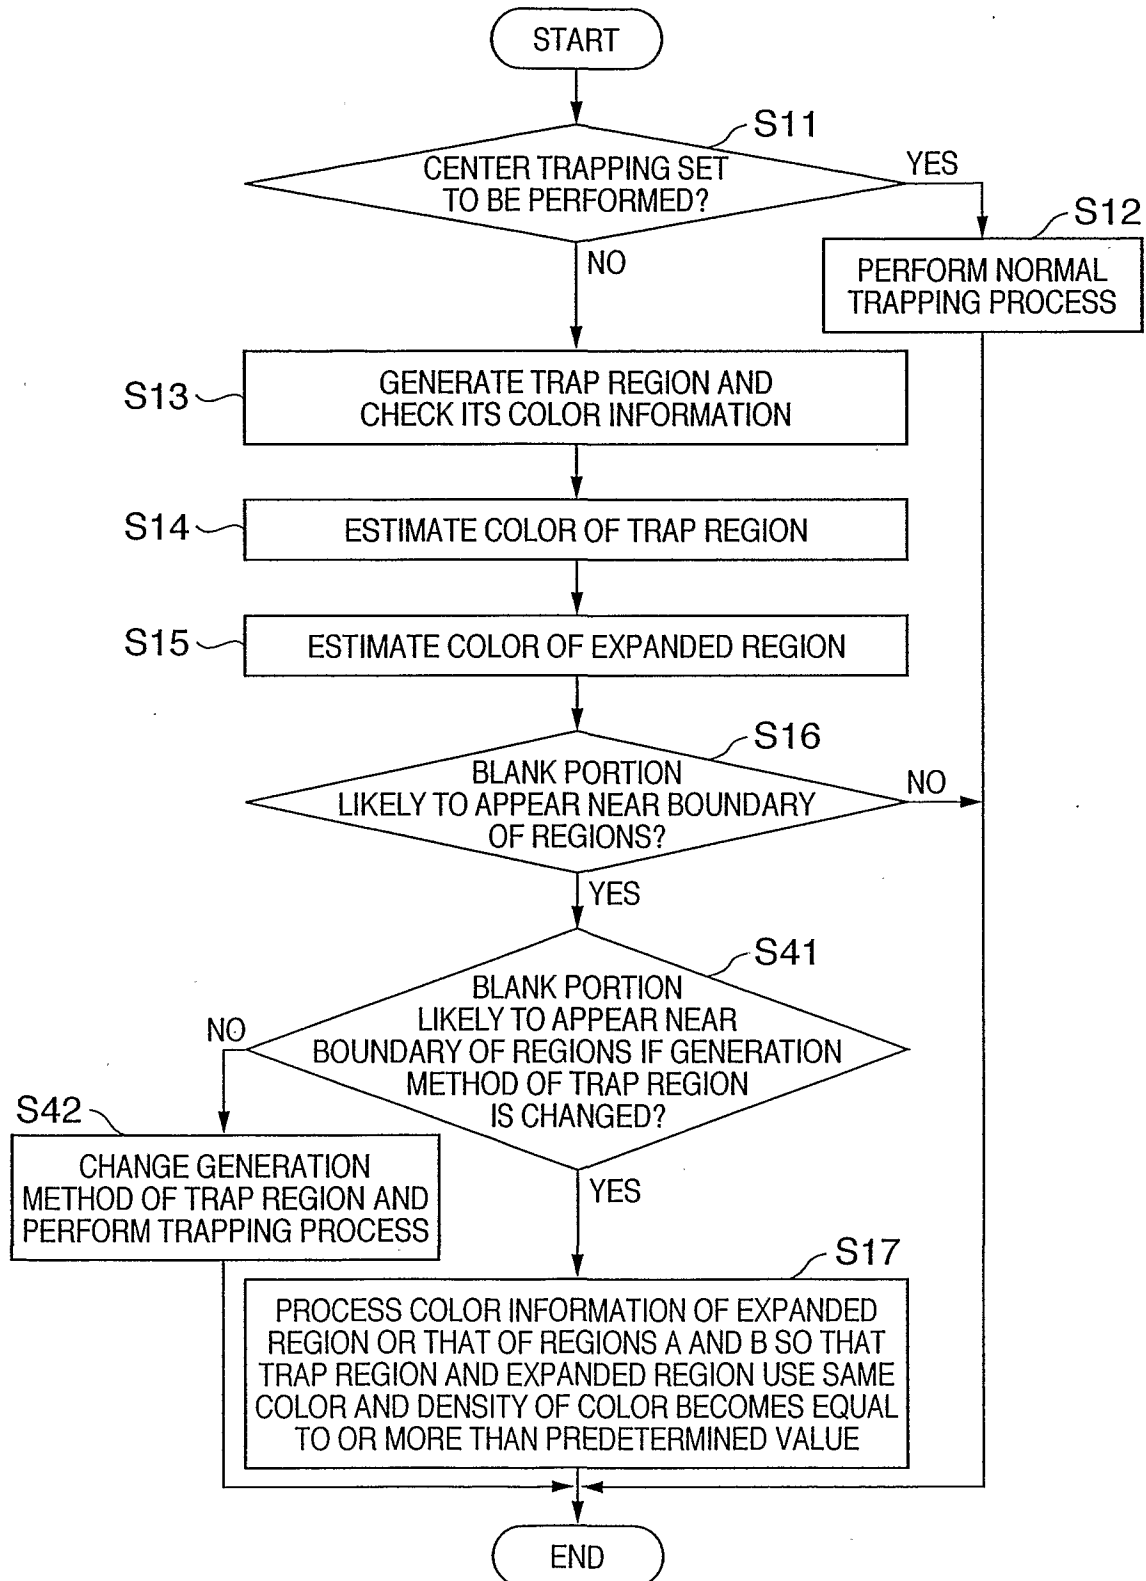 START
S11
CENTER TRAPPING SET
TO BE PERFORMED?
YES
S12
PERFORM NORMAL
TRAPPING PROCESS
NO
S13
GENERATE TRAP REGION AND
CHECK ITS COLOR INFORMATION
S14
ESTIMATE COLOR OF TRAP REGION
S15
ESTIMATE COLOR OF EXPANDED REGION
S16
BLANK PORTION
LIKELY TO APPEAR NEAR BOUNDARY
OF REGIONS?
NO
YES
S41
BLANK PORTION
LIKELY TO APPEAR NEAR
BOUNDARY OF REGIONS IF GENERATION
METHOD OF TRAP REGION
IS CHANGED?
NO
S42
CHANGE GENERATION
METHOD OF TRAP REGION AND
PERFORM TRAPPING PROCESS
YES
S17
PROCESS COLOR INFORMATION OF EXPANDED
REGION OR THAT OF REGIONS A AND B SO THAT
TRAP REGION AND EXPANDED REGION USE SAME
COLOR AND DENSITY OF COLOR BECOMES EQUAL
TO OR MORE THAN PREDETERMINED VALUE
END